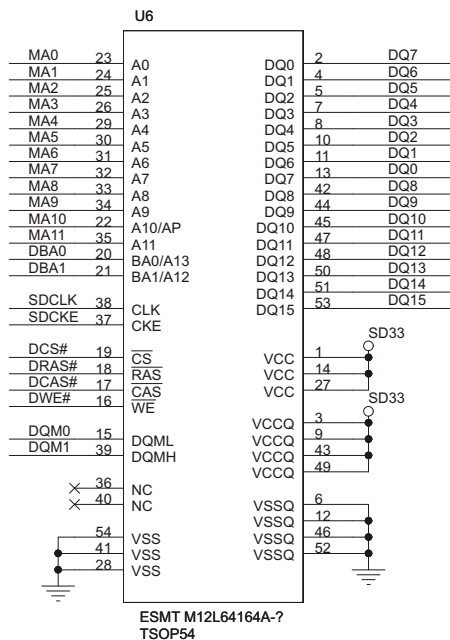 U6
MA0 23 A0 DQ0 2 DQ7
MA1 24 A1 DQ1 4 DQ6
MA2 25 A2 DQ2 5 DQ5
MA3 26 A3 DQ3 7 DQ4
MA4 29 A4 DQ4 8 DQ3
MA5 30 A5 DQ5 10 DQ2
MA6 31 A6 DQ6 11 DQ1
MA7 32 A7 DQ7 13 DQ0
MA8 33 A8 DQ8 42 DQ8
MA9 34 A9 DQ9 44 DQ9
MA10 22 A10/AP DQ10 45 DQ10
MA11 35 A11 DQ11 47 DQ11
DBA0 20 BA0/A13 DQ12 48 DQ12
DBA1 21 BA1/A12 DQ13 50 DQ13
DQ14 51 DQ14
SDCLK 38 CLK DQ15 53 DQ15
SDCKE 37 CKE
SD33
DCS# 19 CS VCC 1
DRAS# 18 RAS VCC 14
DCAS# 17 CAS VCC 27
DWE# 16 WE
SD33
VCCQ 3
DQM0 15 DQML VCCQ 9
DQM1 39 DQMH VCCQ 43
VCCQ 49
36 NC
40 NC VSSQ 6
VSSQ 12
54 VSS VSSQ 46
41 VSS VSSQ 52
28 VSS
ESMT M12L64164A-?
TSOP54